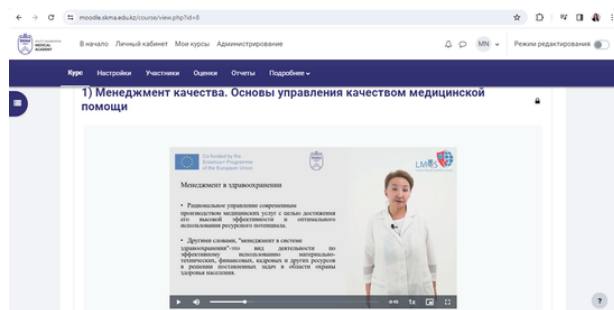 moodle.skma.edu.kz/course/view.php?id=8
MEDICAL
ACADEMY
В начало Личный кабинет Мои курсы Администрирование
MN
Режим редактирования
Курс Настройки Участники Оценки Отчеты Подробнее
1) Менеджмент качества. Основы управления качеством медицинской
помощи
Co-funded by the
Erasmus+ Programme
of the European Union
LMQS
Менеджмент в здравоохранении
• Рациональное управление современным
производством медицинских услуг с целью достижения
его высокой эффективности и оптимального
использования ресурсного потенциала.
• Другими словами, "менеджмент в системе
здравоохранения"-это вид деятельности по
эффективному использованию материально-
технических, финансовых, кадровых и других ресурсов
в решении поставленных задач в области охраны
здоровья населения.
1x
?